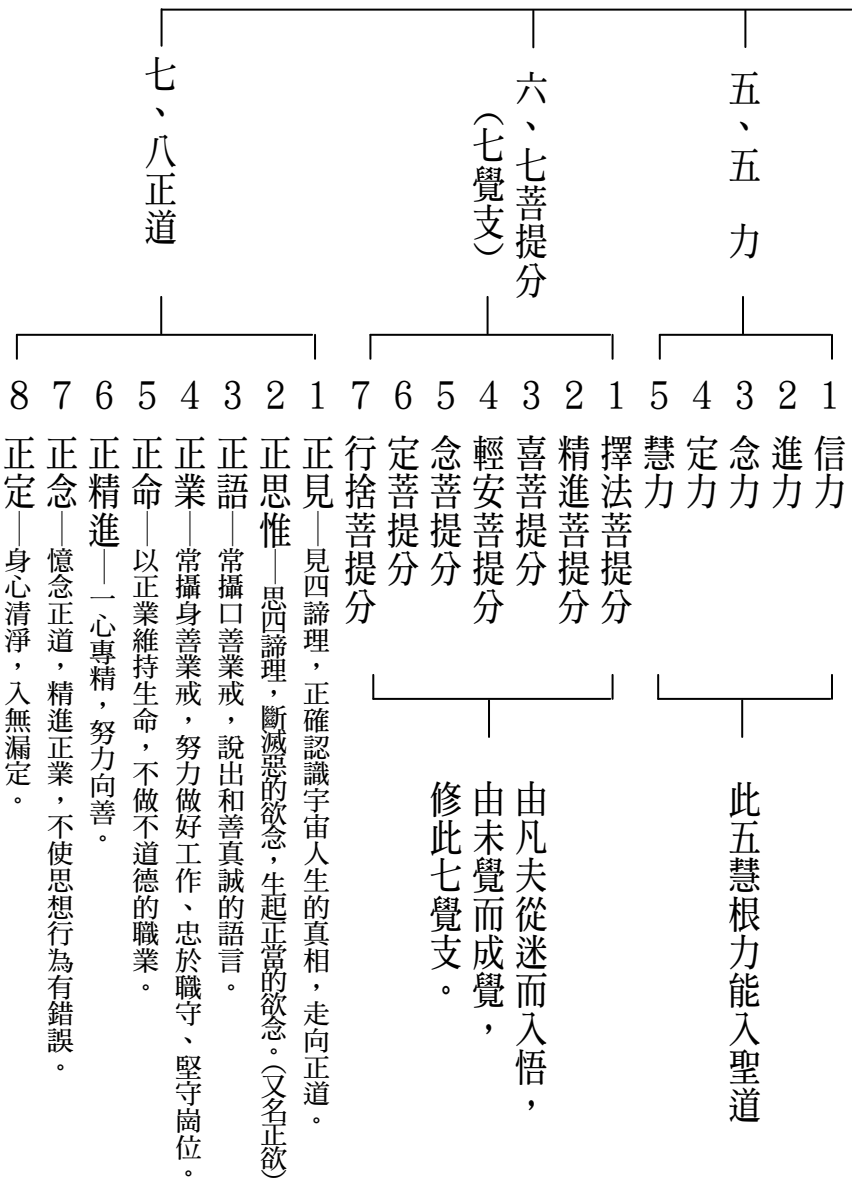 五、五　力
1 信力
2 進力
3 念力
4 定力
5 慧力
此五慧根力能入聖道
六、七菩提分
（七覺支）
1 擇法菩提分
2 精進菩提分
3 喜菩提分
4 輕安菩提分
5 念菩提分
6 定菩提分
7 行捨菩提分
由凡夫從迷而入悟，
由未覺而成覺，
修此七覺支。
七、八正道
1 正見—見四諦理，正確認識宇宙人生的真相，走向正道。
2 正思惟—思四諦理，斷滅惡的欲念，生起正當的欲念。（又名正欲）
3 正語—常攝口善業戒，說出和善真誠的語言。
4 正業—常攝身善業戒，努力做好工作、忠於職守、堅守崗位。
5 正命—以正業維持生命，不做不道德的職業。
6 正精進—一心專精，努力向善。
7 正念—憶念正道，精進正業，不使思想行為有錯誤。
8 正定—身心清淨，入無漏定。